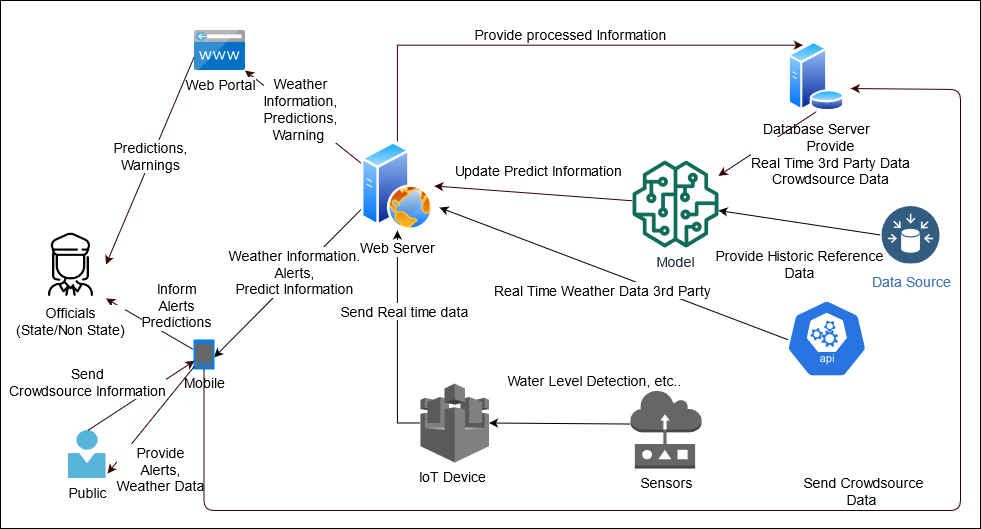 Provide processed Information
www
Web Portal
Weather
Information,
Predictions,
Warning
Database Server
Provide
Real Time 3rd Party Data
Crowdsource Data
Predictions,
Warnings
Update Predict Information
Web Server
Model
Provide Historic Reference
Data
Data Source
Weather Information.
Alerts,
Predict Information
Real Time Weather Data 3rd Party
Send Real time data
Officials
(State/Non State)
Inform
Alerts
Predictions
api
Mobile
Send
Crowdsource Information
Water Level Detection, etc..
Provide
Alerts,
Weather Data
Public
IoT Device
Sensors
Send Crowdsource
Data